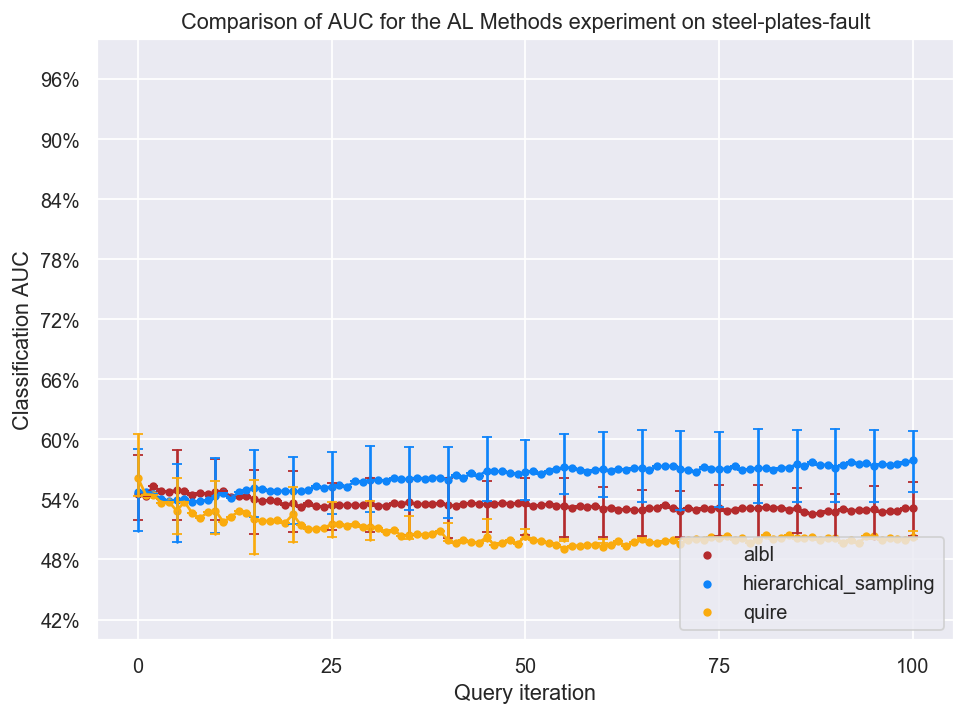 Comparison of AUC for the AL Methods experiment on steel-plates-fault
96%
90%
84%
78%
72%
66%
60%
54%
48%
42%
Classification AUC
albl
hierarchical_sampling
quire
0
25
50
75
100
Query iteration